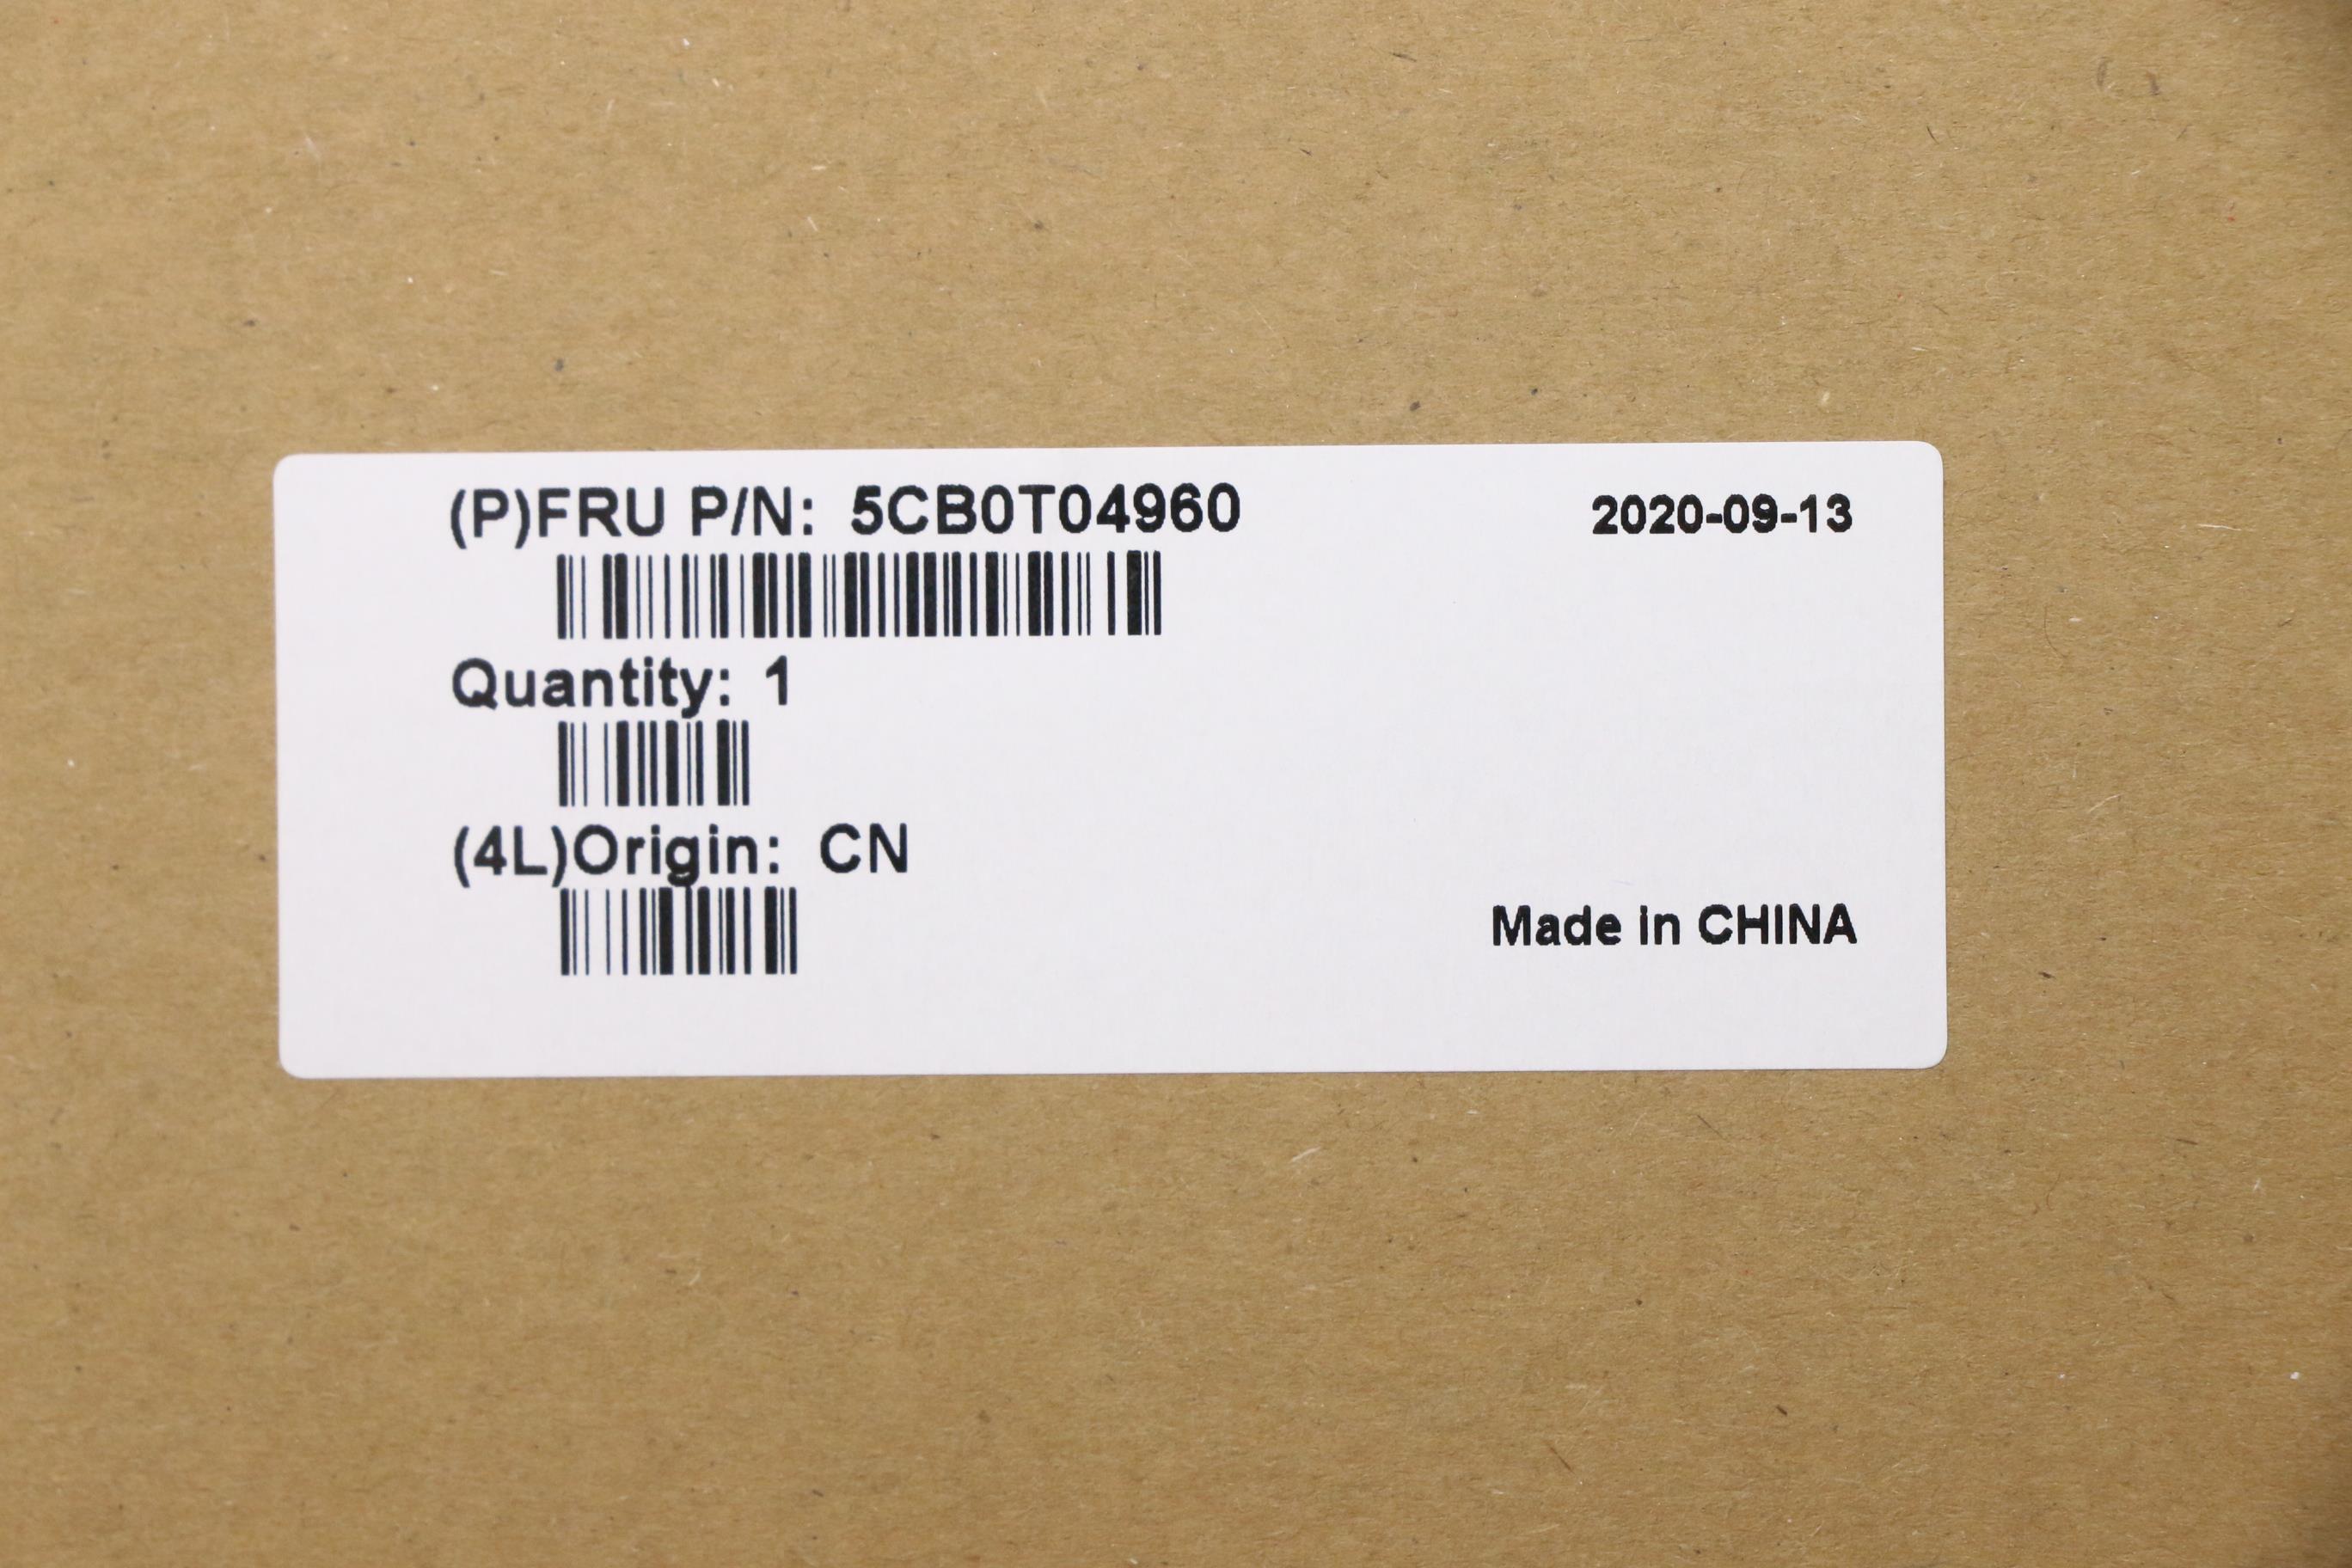 (P)FRU P/N: 5CB0T04960
2020-09-13
Quantity: 1
(4L)Origin: CN
Made in CHINA